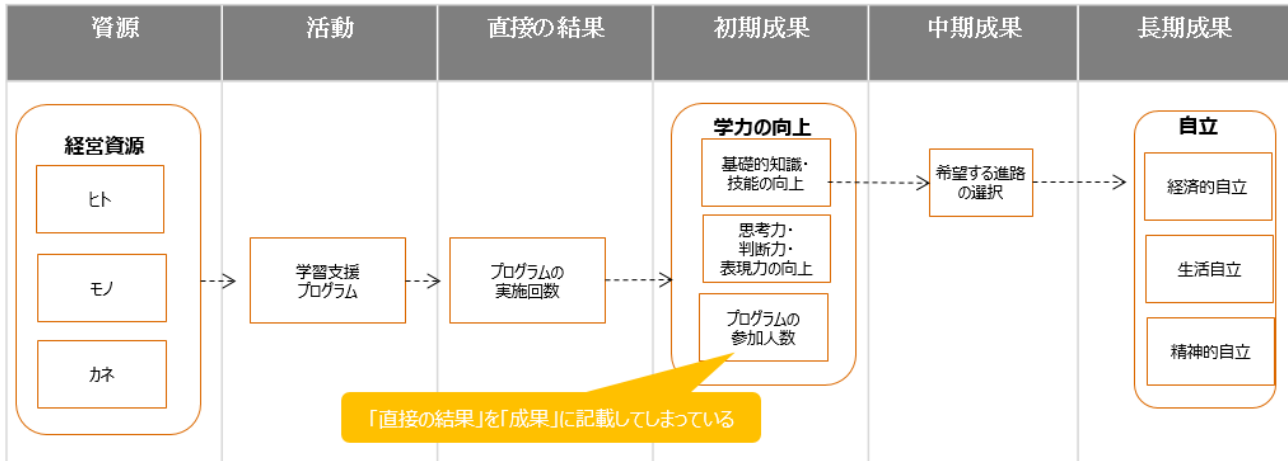 資源
活動
直接の結果
初期成果
中期成果
長期成果
経営資源
ヒト
モノ
カネ
学習支援
プログラム
プログラムの
実施回数
学力の向上
基礎的知識・
技能の向上
思考力・
判断力・
表現力の向上
プログラムの
参加人数
希望する進路
の選択
自立
経済的自立
生活自立
精神的自立
「直接の結果」を「成果」に記載してしまっている